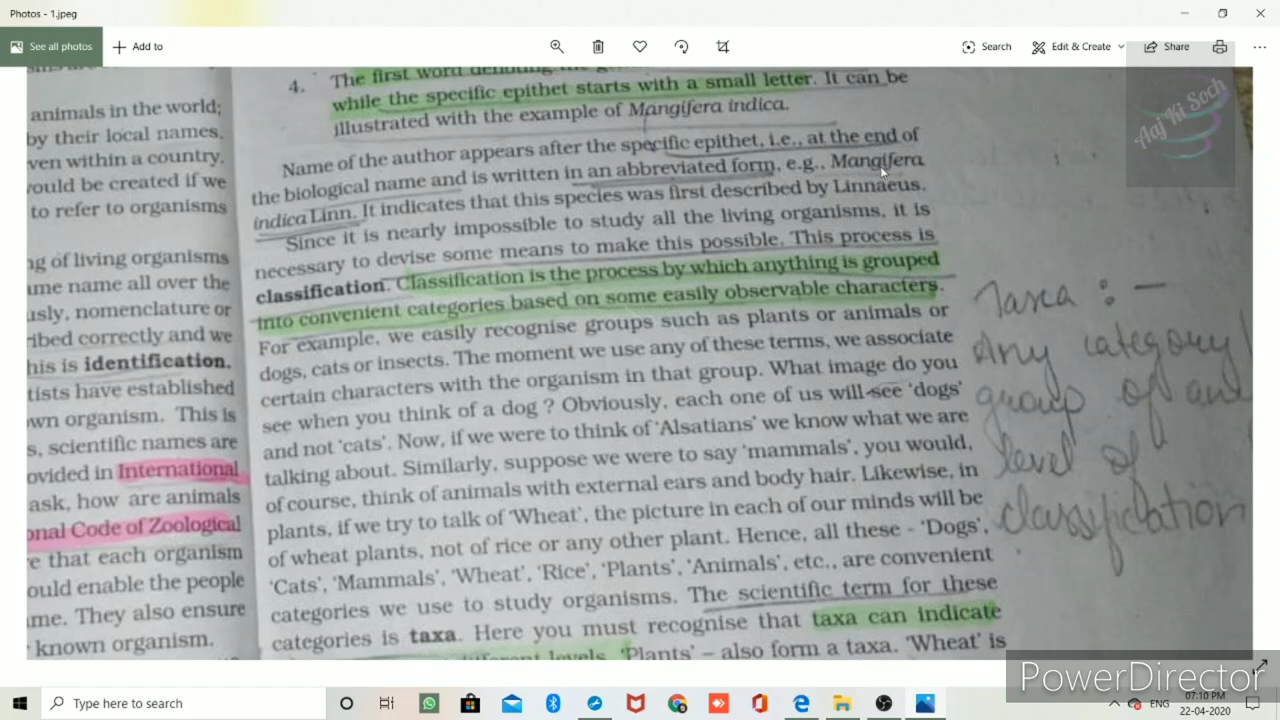 Photos - 1.jpeg
See all photos
Add to
Search
Edit & Create
Share
Aaj Ki Soch
animals in the world;
by their local names,
ven within a country.
ould be created if we
to refer to organisms
ng of living organisms
ame name all over the
usly, nomenclature or
ribed correctly and we
his is identification.
tists have established
own organism. This is
s, scientific names are
ovided in International
ask, how are animals
onal Code of Zoological
e that each organism
ould enable the people
me. They also ensure
known organism.
4. The first word denoting the
while the specific epithet starts with a small letter. It can be
illustrated with the example of Mangifera indica.
Name of the author appears after the specific epithet, i.e., at the end of
the biological name and is written in an abbreviated form, e.g., Mangifera
indica Linn. It indicates that this species was first described by Linnaeus.
Since it is nearly impossible to study all the living organisms, it is
necessary to devise some means to make this possible. This process is
classification. Classification is the process by which anything is grouped
into convenient categories based on some easily observable characters.
For example, we easily recognise groups such as plants or animals or
dogs, cats or insects. The moment we use any of these terms, we associate
certain characters with the organism in that group. What image do you
see when you think of a dog ? Obviously, each one of us will see 'dogs'
and not 'cats'. Now, if we were to think of 'Alsatians' we know what we are
talking about. Similarly, suppose we were to say 'mammals', you would,
of course, think of animals with external ears and body hair. Likewise, in
plants, if we try to talk of 'Wheat', the picture in each of our minds will be
of wheat plants, not of rice or any other plant. Hence, all these - 'Dogs',
'Cats', 'Mammals', 'Wheat', 'Rice', 'Plants', 'Animals', etc., are convenient
categories we use to study organisms. The scientific term for these
categories is taxa. Here you must recognise that taxa can indicate
different levels. 'Plants' – also form a taxa. 'Wheat' is
Taxa : -
Any category
group of
level of
classification
PowerDirector
Type here to search
ENG
07:10 PM
22-04-2020